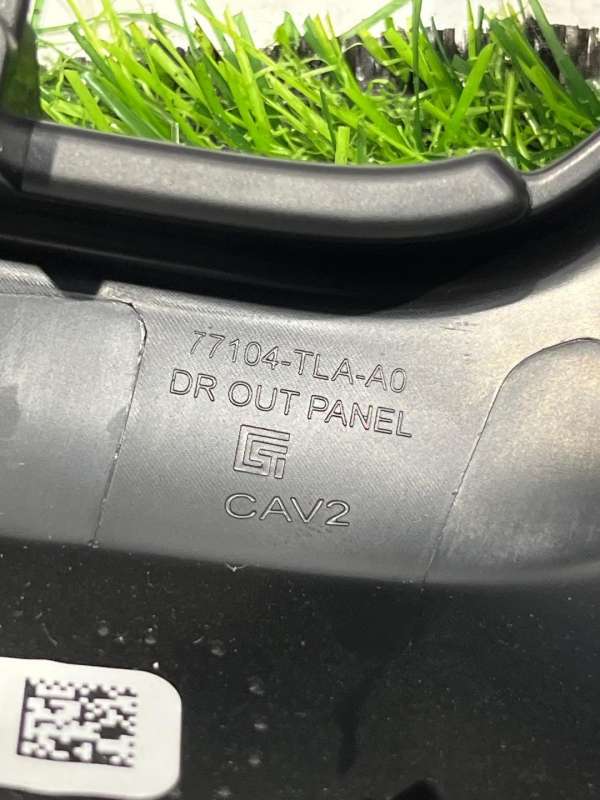 77104-TLA-A0
DR OUT PANEL
CAV2